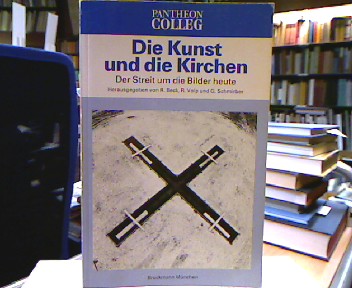 PANTHEON
COLLEG
Die Kunst
und die Kirchen
Der Streit um die Bilder heute
Herausgegeben von R. Beck, R. Volp und G. Schmirber
Bruckmann München